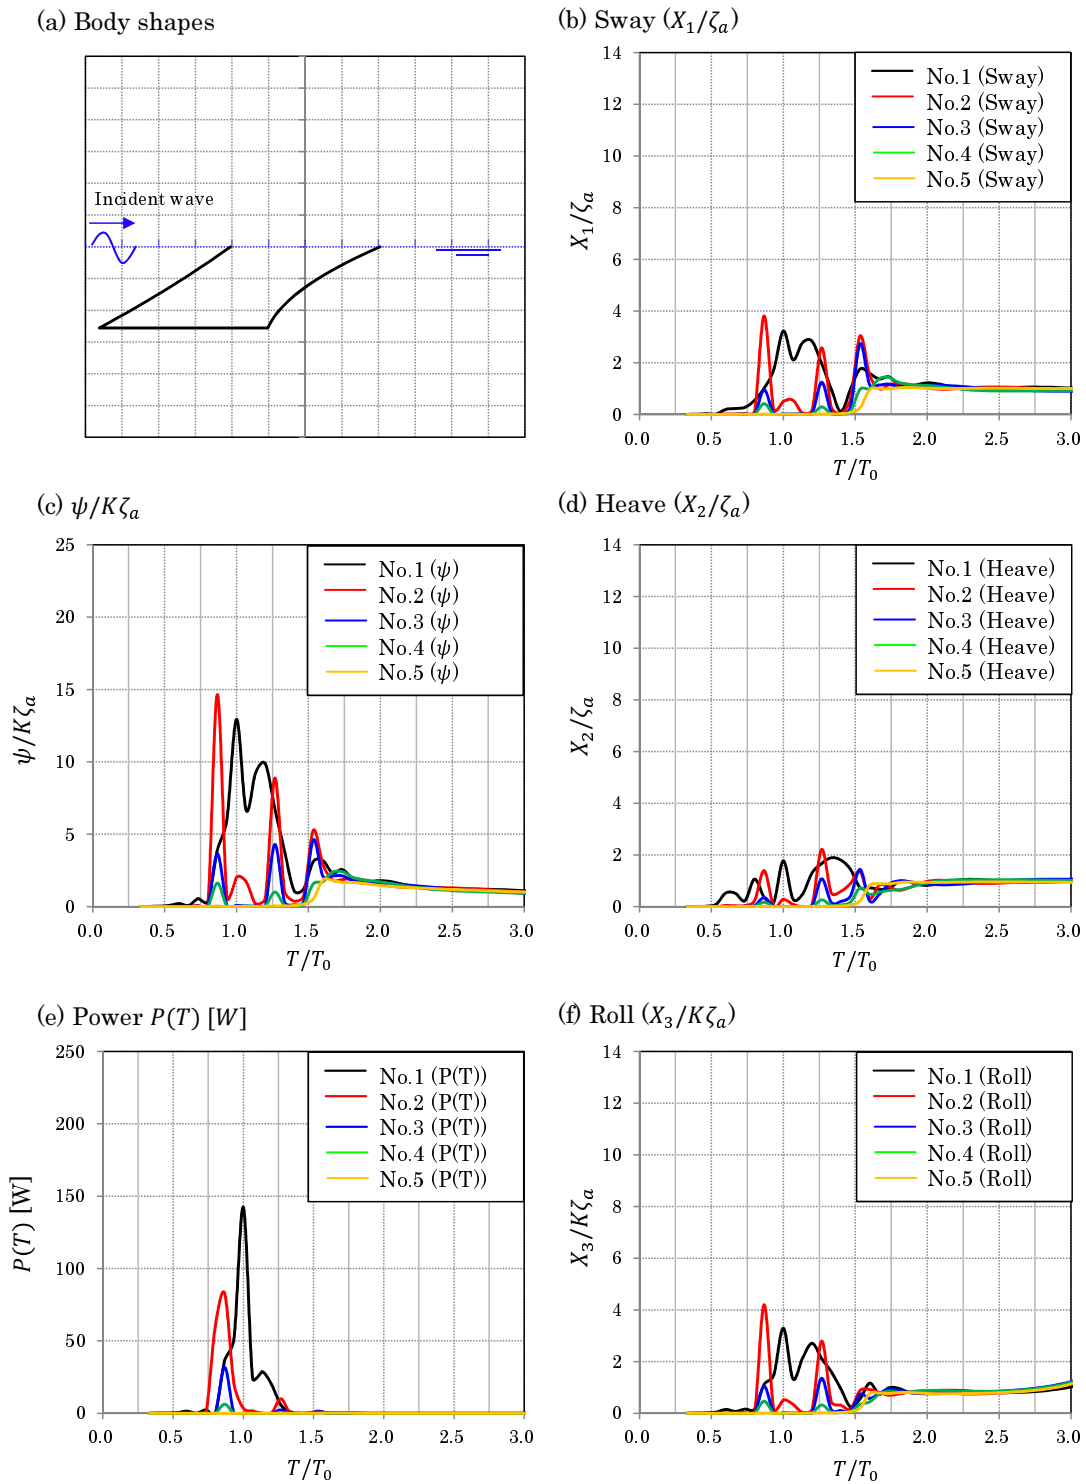 (a) Body shapes
Incident wave
(b) Sway (X₁/ζₐ)
14
12
10
8
6
4
2
0
X₁/ζₐ
No.1 (Sway)
No.2 (Sway)
No.3 (Sway)
No.4 (Sway)
No.5 (Sway)
0.0 0.5 1.0 1.5 2.0 2.5 3.0
T/T₀
(c) ψ/Kζₐ
25
20
15
10
5
0
ψ/Kζₐ
No.1 (ψ)
No.2 (ψ)
No.3 (ψ)
No.4 (ψ)
No.5 (ψ)
0.0 0.5 1.0 1.5 2.0 2.5 3.0
T/T₀
(d) Heave (X₂/ζₐ)
14
12
10
8
6
4
2
0
X₂/ζₐ
No.1 (Heave)
No.2 (Heave)
No.3 (Heave)
No.4 (Heave)
No.5 (Heave)
0.0 0.5 1.0 1.5 2.0 2.5 3.0
T/T₀
(e) Power P(T) [W]
250
200
150
100
50
0
P(T) [W]
No.1 (P(T))
No.2 (P(T))
No.3 (P(T))
No.4 (P(T))
No.5 (P(T))
0.0 0.5 1.0 1.5 2.0 2.5 3.0
T/T₀
(f) Roll (X₃/Kζₐ)
14
12
10
8
6
4
2
0
X₃/Kζₐ
No.1 (Roll)
No.2 (Roll)
No.3 (Roll)
No.4 (Roll)
No.5 (Roll)
0.0 0.5 1.0 1.5 2.0 2.5 3.0
T/T₀